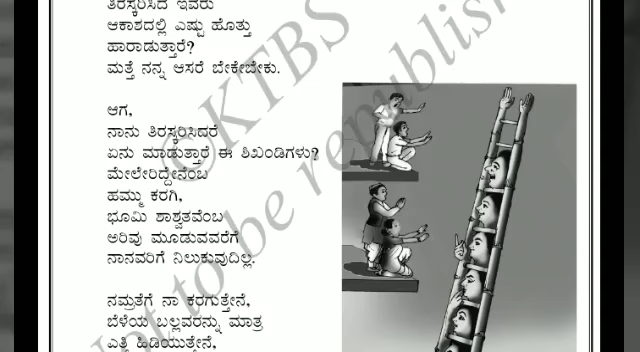 ತಿರಸ್ಕರಿಸಿದ ಇವರು
ಆಕಾಶದಲ್ಲಿ ಎಷ್ಟು ಹೊತ್ತು
ಹಾರಾಡುತ್ತಾರೆ?
ಮತ್ತೆ ನನ್ನ ಆಸರೆ ಬೇಕೇಬೇಕು.
ಆಗ,
ನಾನು ತಿರಸ್ಕರಿಸಿದರೆ
ಏನು ಮಾಡುತ್ತಾರೆ ಈ ಶಿಖಂಡಿಗಳು?
ಮೇಲೇರಿದ್ದೇನೆಂಬ
ಹಮ್ಮು ಕರಗಿ,
ಭೂಮಿ ಶಾಶ್ವತವೆಂಬ
ಅರಿವು ಮೂಡುವವರೆಗೆ
ನಾನವರಿಗೆ ನಿಲುಕುವುದಿಲ್ಲ.
ನಮ್ರತೆಗೆ ನಾ ಕರಗುತ್ತೇನೆ,
ಬೆಳೆಯ ಬಲ್ಲವರನ್ನು ಮಾತ್ರ
ಎತ್ತಿ ಹಿಡಿಯುತ್ತೇನೆ,
©KTBS
Not to be republish